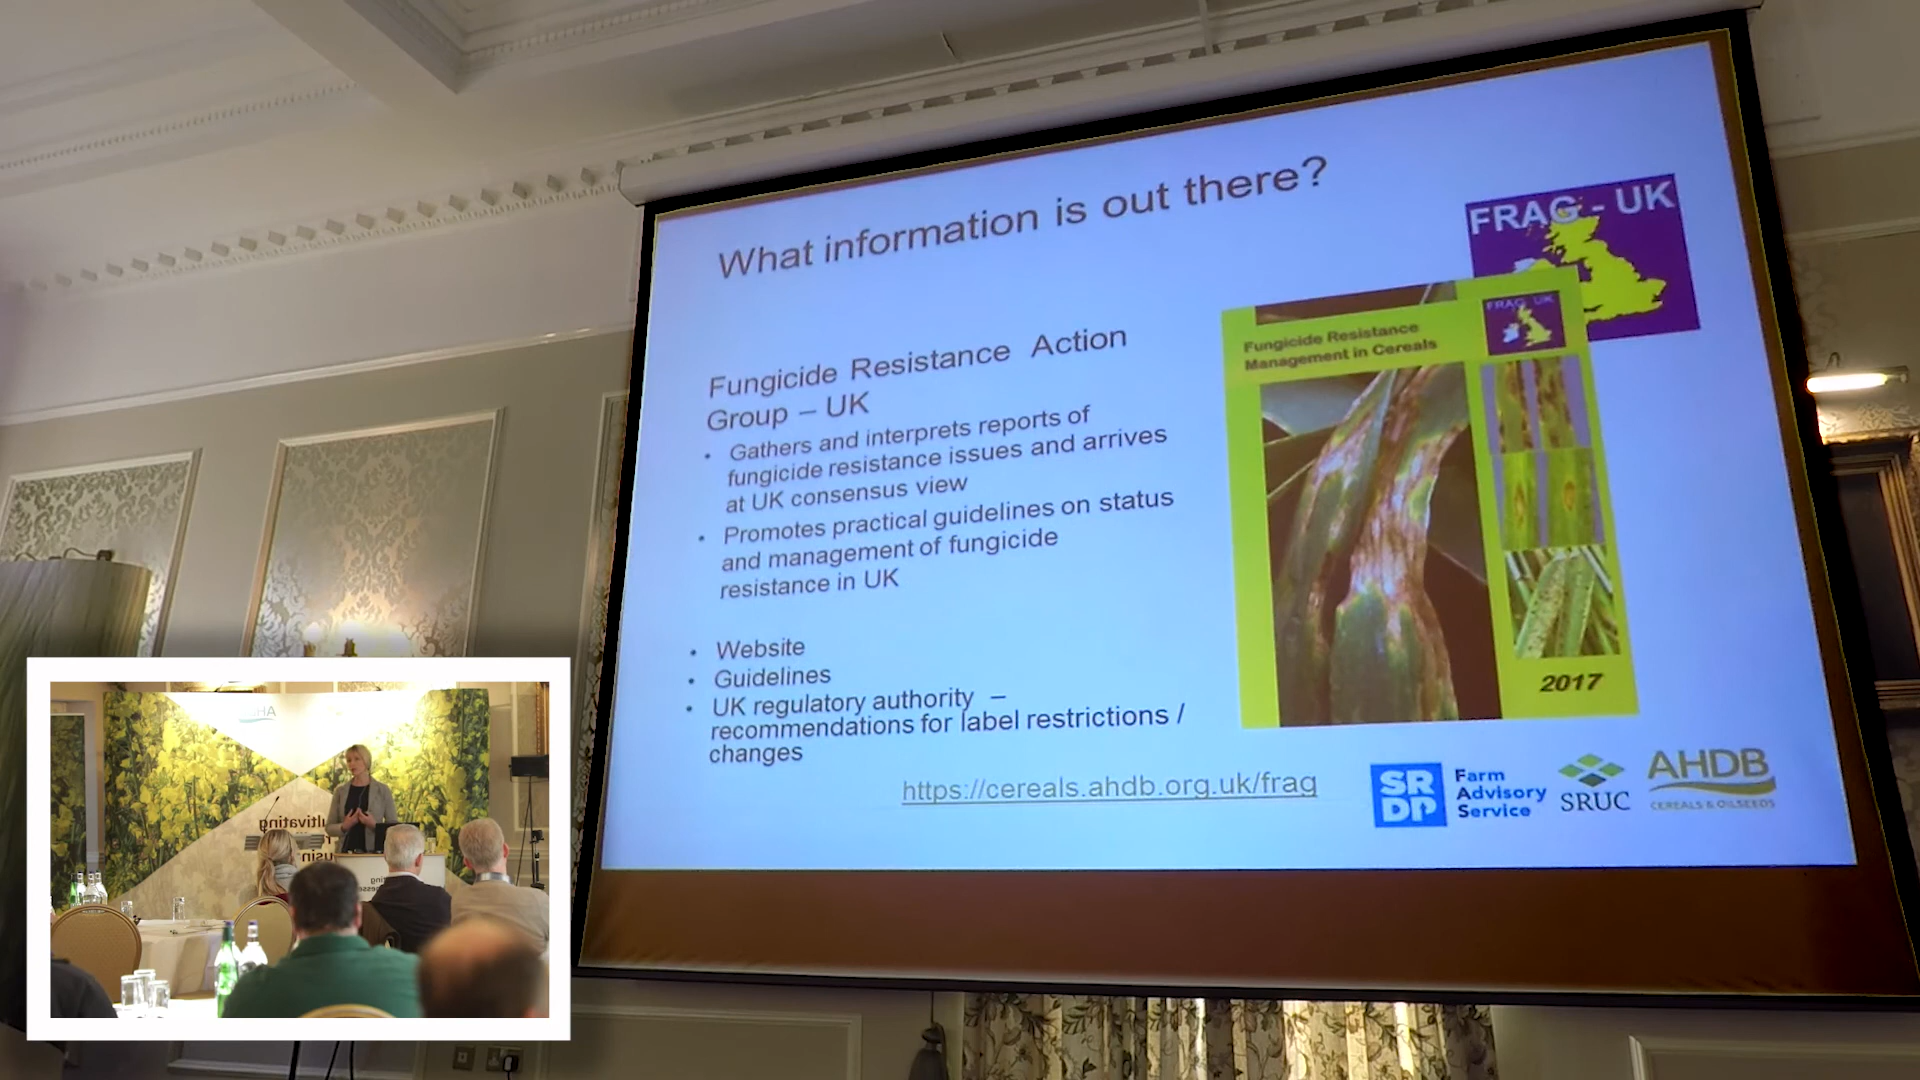 What information is out there?
FRAG - UK
Fungicide Resistance Action
Group – UK
• Gathers and interprets reports of
fungicide resistance issues and arrives
at UK consensus view
• Promotes practical guidelines on status
and management of fungicide
resistance in UK
• Website
• Guidelines
• UK regulatory authority –
recommendations for label restrictions /
changes
https://cereals.ahdb.org.uk/frag
Fungicide Resistance
Management in Cereals
FRAG UK
2017
SR
DP
Farm
Advisory
Service
SRUC
AHDB
CEREALS & OILSEEDS